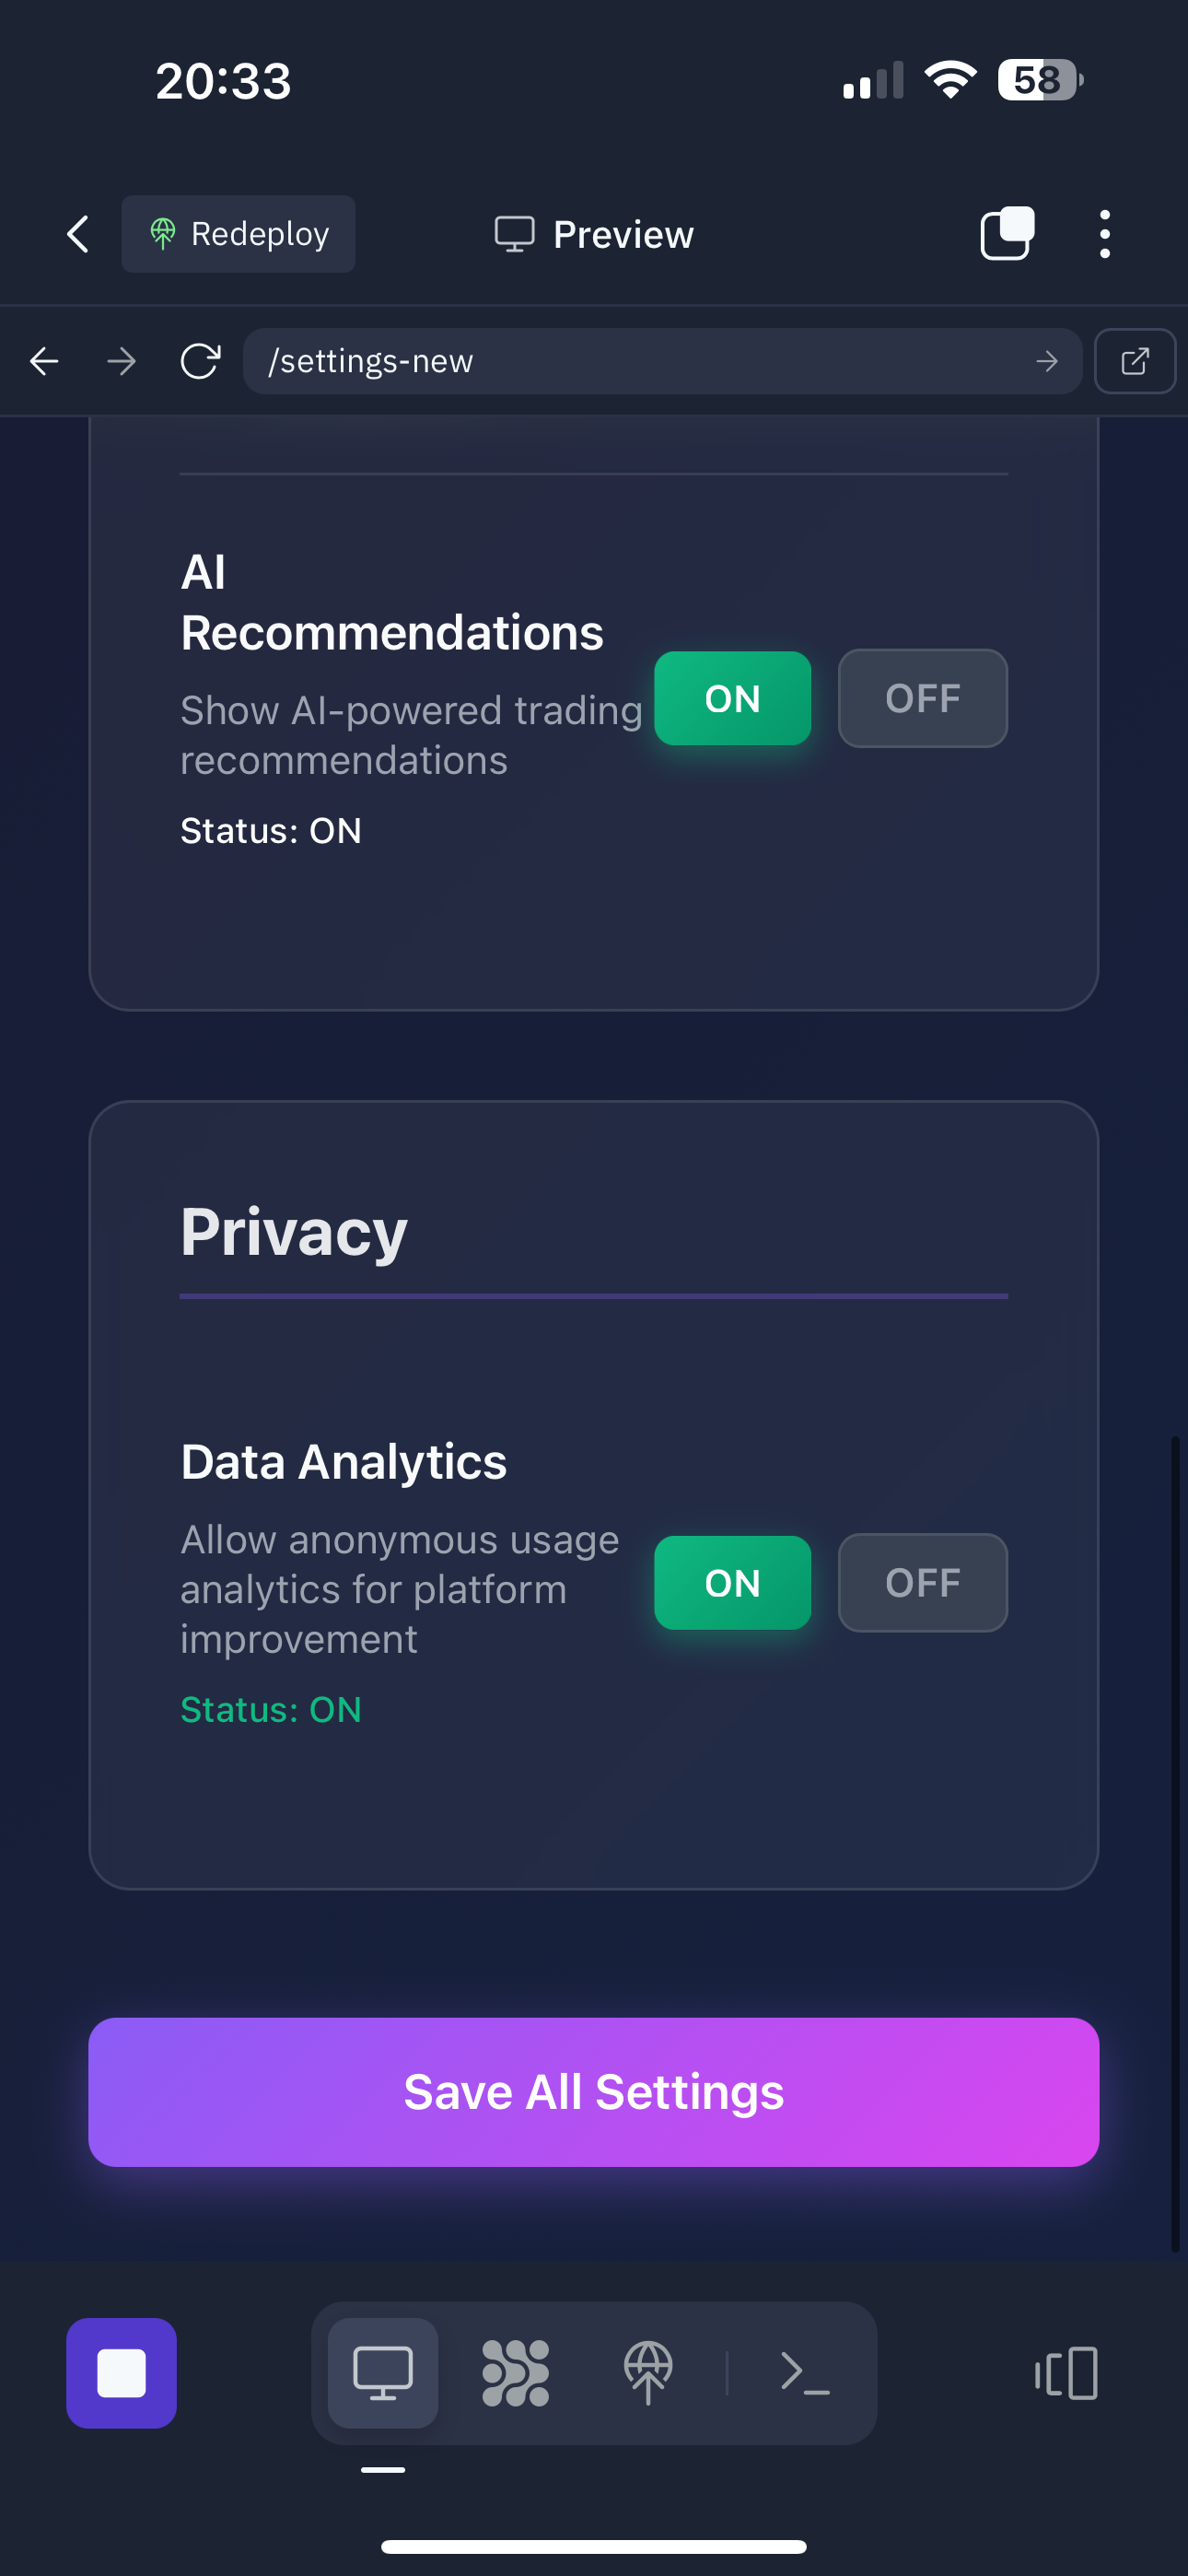 20:33
58
Redeploy
Preview
/settings-new
AI
Recommendations
Show AI-powered trading
recommendations
Status: ON
ON
OFF
Privacy
Data Analytics
Allow anonymous usage
analytics for platform
improvement
Status: ON
ON
OFF
Save All Settings